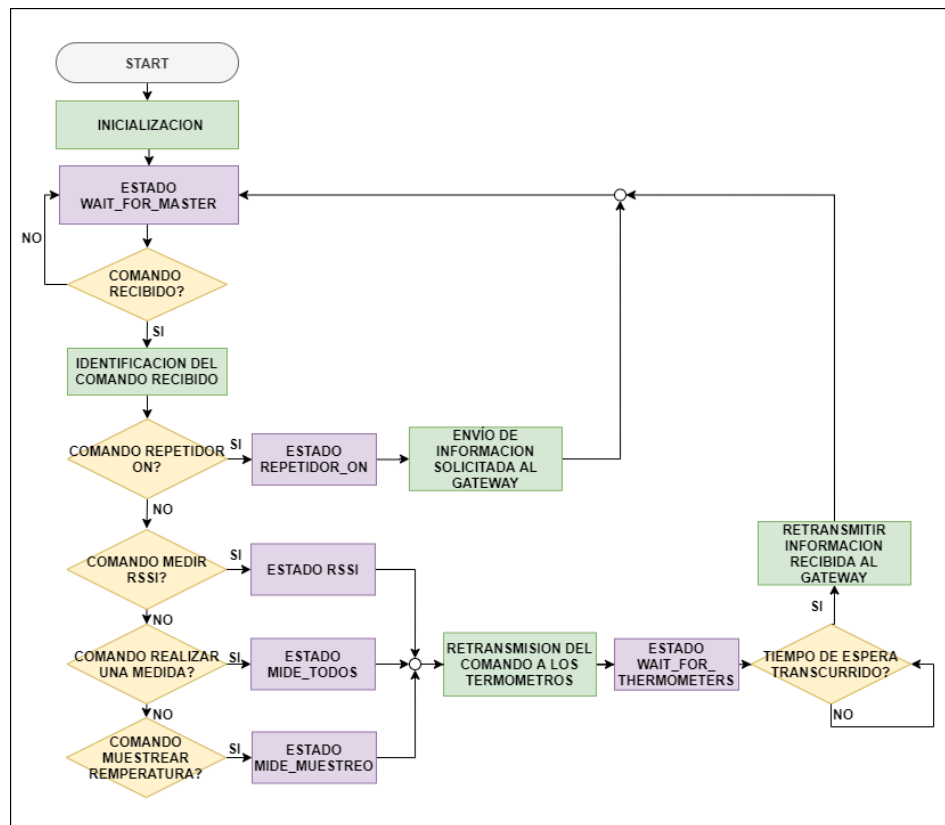 START
INICIALIZACION
ESTADO
WAIT_FOR_MASTER
NO
COMANDO
RECIBIDO?
SI
IDENTIFICACION DEL
COMANDO RECIBIDO
COMANDO REPETIDOR
ON?
SI
ESTADO
REPETIDOR_ON
ENVÍO DE
INFORMACION
SOLICITADA AL
GATEWAY
NO
COMANDO MEDIR
RSSI?
SI
ESTADO RSSI
NO
COMANDO REALIZAR
UNA MEDIDA?
SI
ESTADO
MIDE_TODOS
NO
COMANDO
MUESTREAR
REMPERATURA?
SI
ESTADO
MIDE_MUESTREO
RETRANSMISION DEL
COMANDO A LOS
TERMOMETROS
ESTADO
WAIT_FOR_
THERMOMETERS
TIEMPO DE ESPERA
TRANSCURRIDO?
NO
SI
RETRANSMITIR
INFORMACION
RECIBIDA AL
GATEWAY